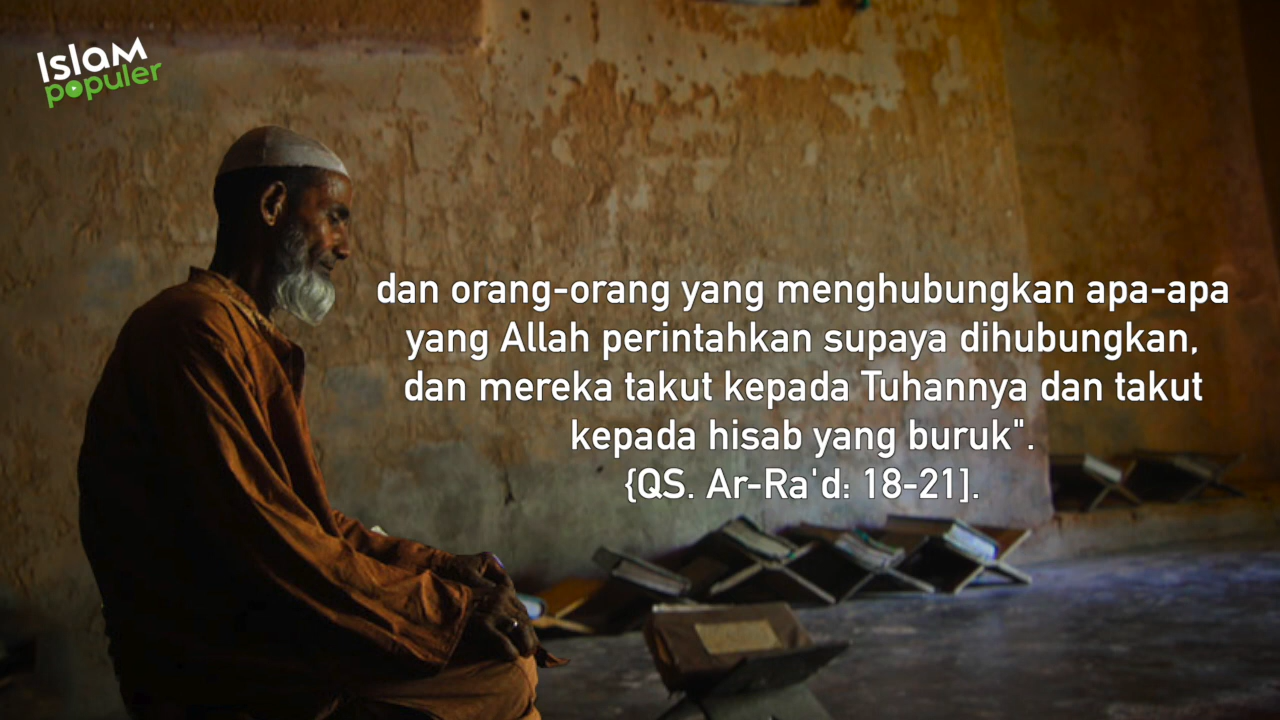 Islam
populer
dan orang-orang yang menghubungkan apa-apa
yang Allah perintahkan supaya dihubungkan,
dan mereka takut kepada Tuhannya dan takut
kepada hisab yang buruk".
{QS. Ar-Ra'd: 18-21].